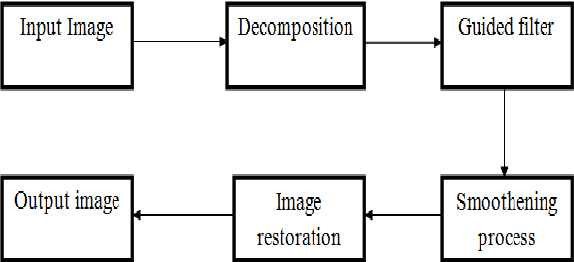 Input Image
Decomposition
Guided filter
Smoothening
process
Image
restoration
Output image